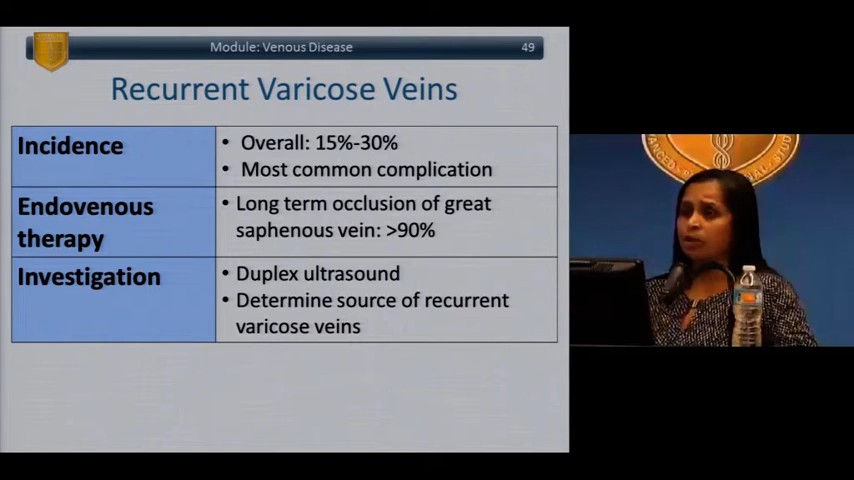 Module: Venous Disease
49
Recurrent Varicose Veins
Incidence
• Overall: 15%-30%
• Most common complication
Endovenous
therapy
• Long term occlusion of great
saphenous vein: >90%
Investigation
• Duplex ultrasound
• Determine source of recurrent
varicose veins